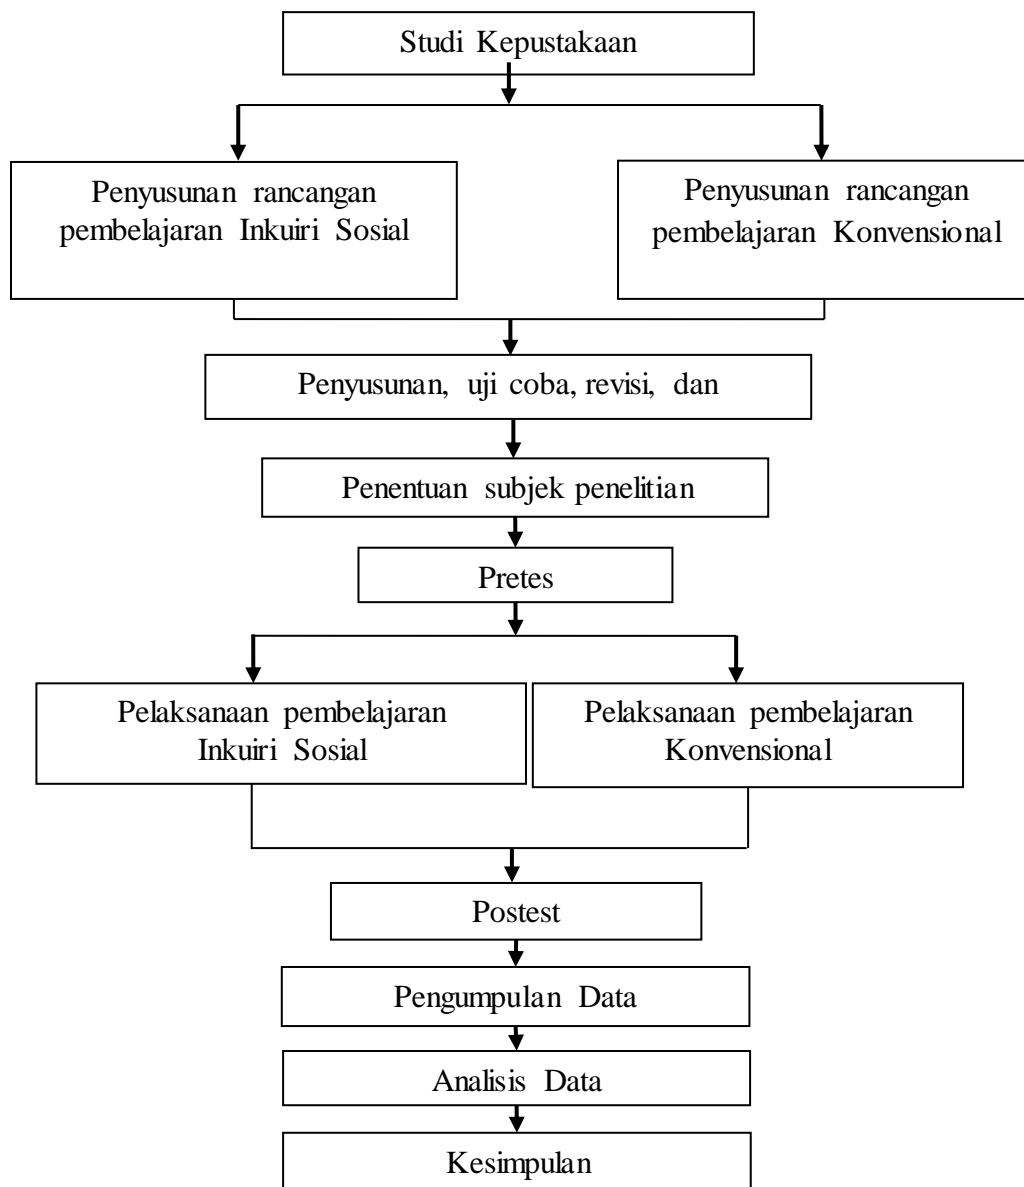 Studi Kepustakaan
Penyusunan rancangan
pembelajaran Inkuiri Sosial
Penyusunan rancangan
pembelajaran Konvensional
Penyusunan, uji coba, revisi, dan
Penentuan subjek penelitian
Pretes
Pelaksanaan pembelajaran
Inkuiri Sosial
Pelaksanaan pembelajaran
Konvensional
Postest
Pengumpulan Data
Analisis Data
Kesimpulan